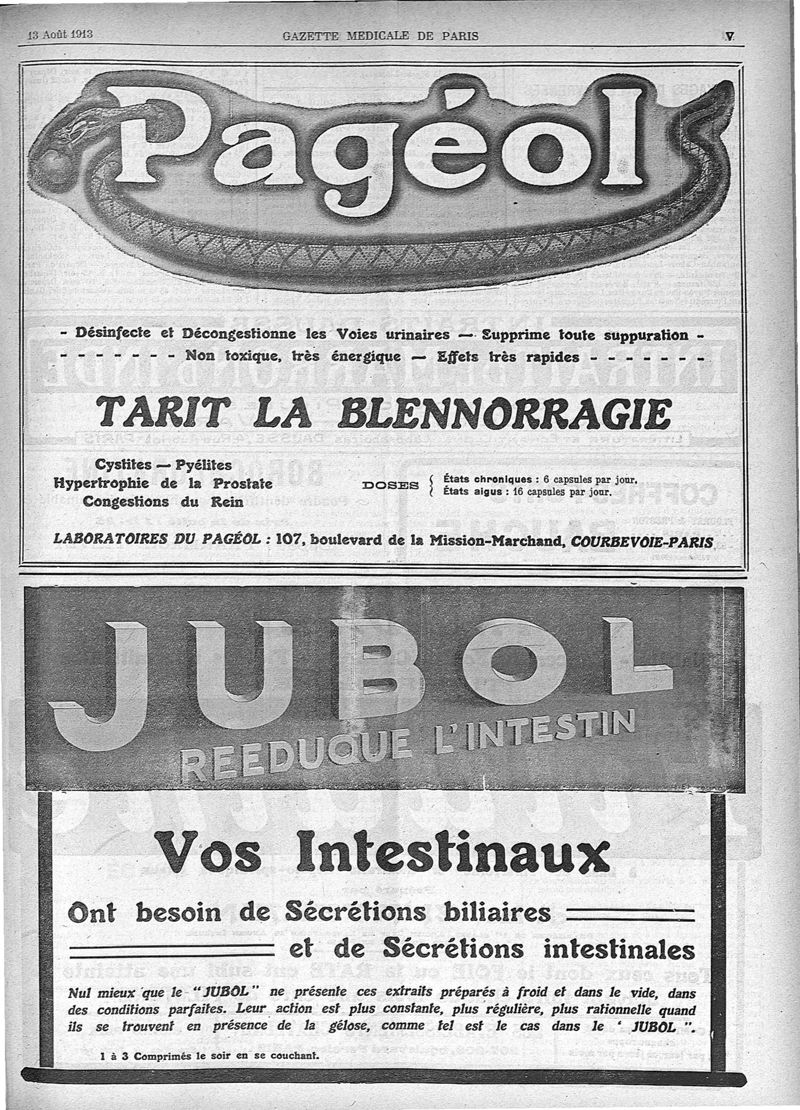 13 Août 1913
GAZETTE MEDICALE DE PARIS
V
Pagéol
- Désinfecte et Décongestionne les Voies urinaires — Supprime toute suppuration -
- - - - - - - Non toxique, très énergique — Effets très rapides - - - - - - -
TARIT LA BLENNORRAGIE
Cystites — Pyélites
Hypertrophie de la Prostate
Congestions du Rein
DOSES
États chroniques : 6 capsules par jour.
États aigus : 16 capsules par jour.
LABORATOIRES DU PAGÉOL : 107, boulevard de la Mission-Marchand, COURBEVOIE-PARIS
JUBOL
REEDUQUE L'INTESTIN
Vos Intestinaux
Ont besoin de Sécrétions biliaires
et de Sécrétions intestinales
Nul mieux que le "JUBOL" ne présente ces extraits préparés à froid et dans le vide, dans
des conditions parfaites. Leur action est plus constante, plus régulière, plus rationnelle quand
ils se trouvent en présence de la gélose, comme tel est le cas dans le ' JUBOL ".
1 à 3 Comprimés le soir en se couchant.